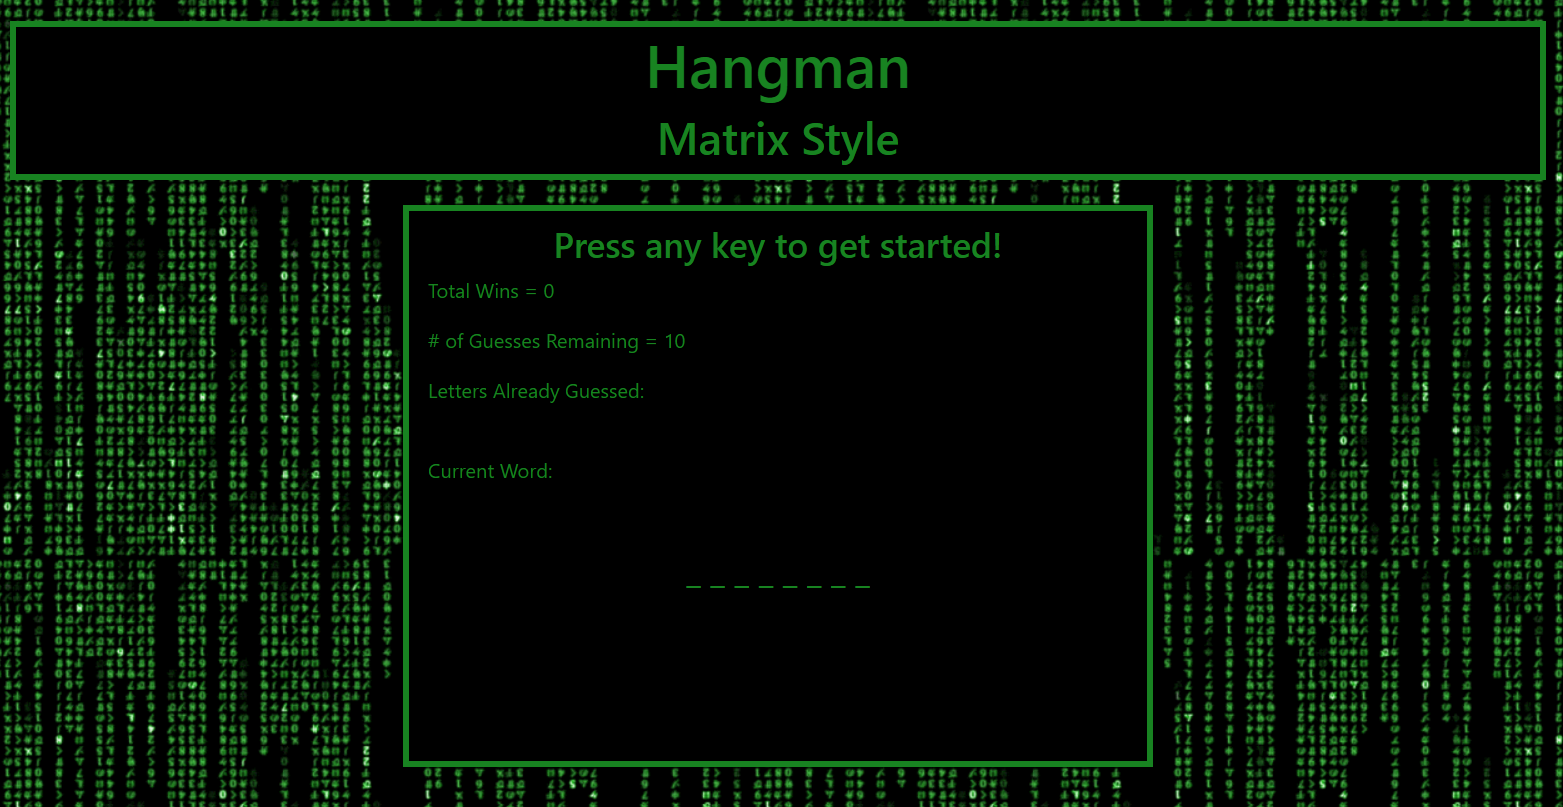 Hangman
Matrix Style
Press any key to get started!
Total Wins = 0
# of Guesses Remaining = 10
Letters Already Guessed:
Current Word:
_ _ _ _ _ _ _ _